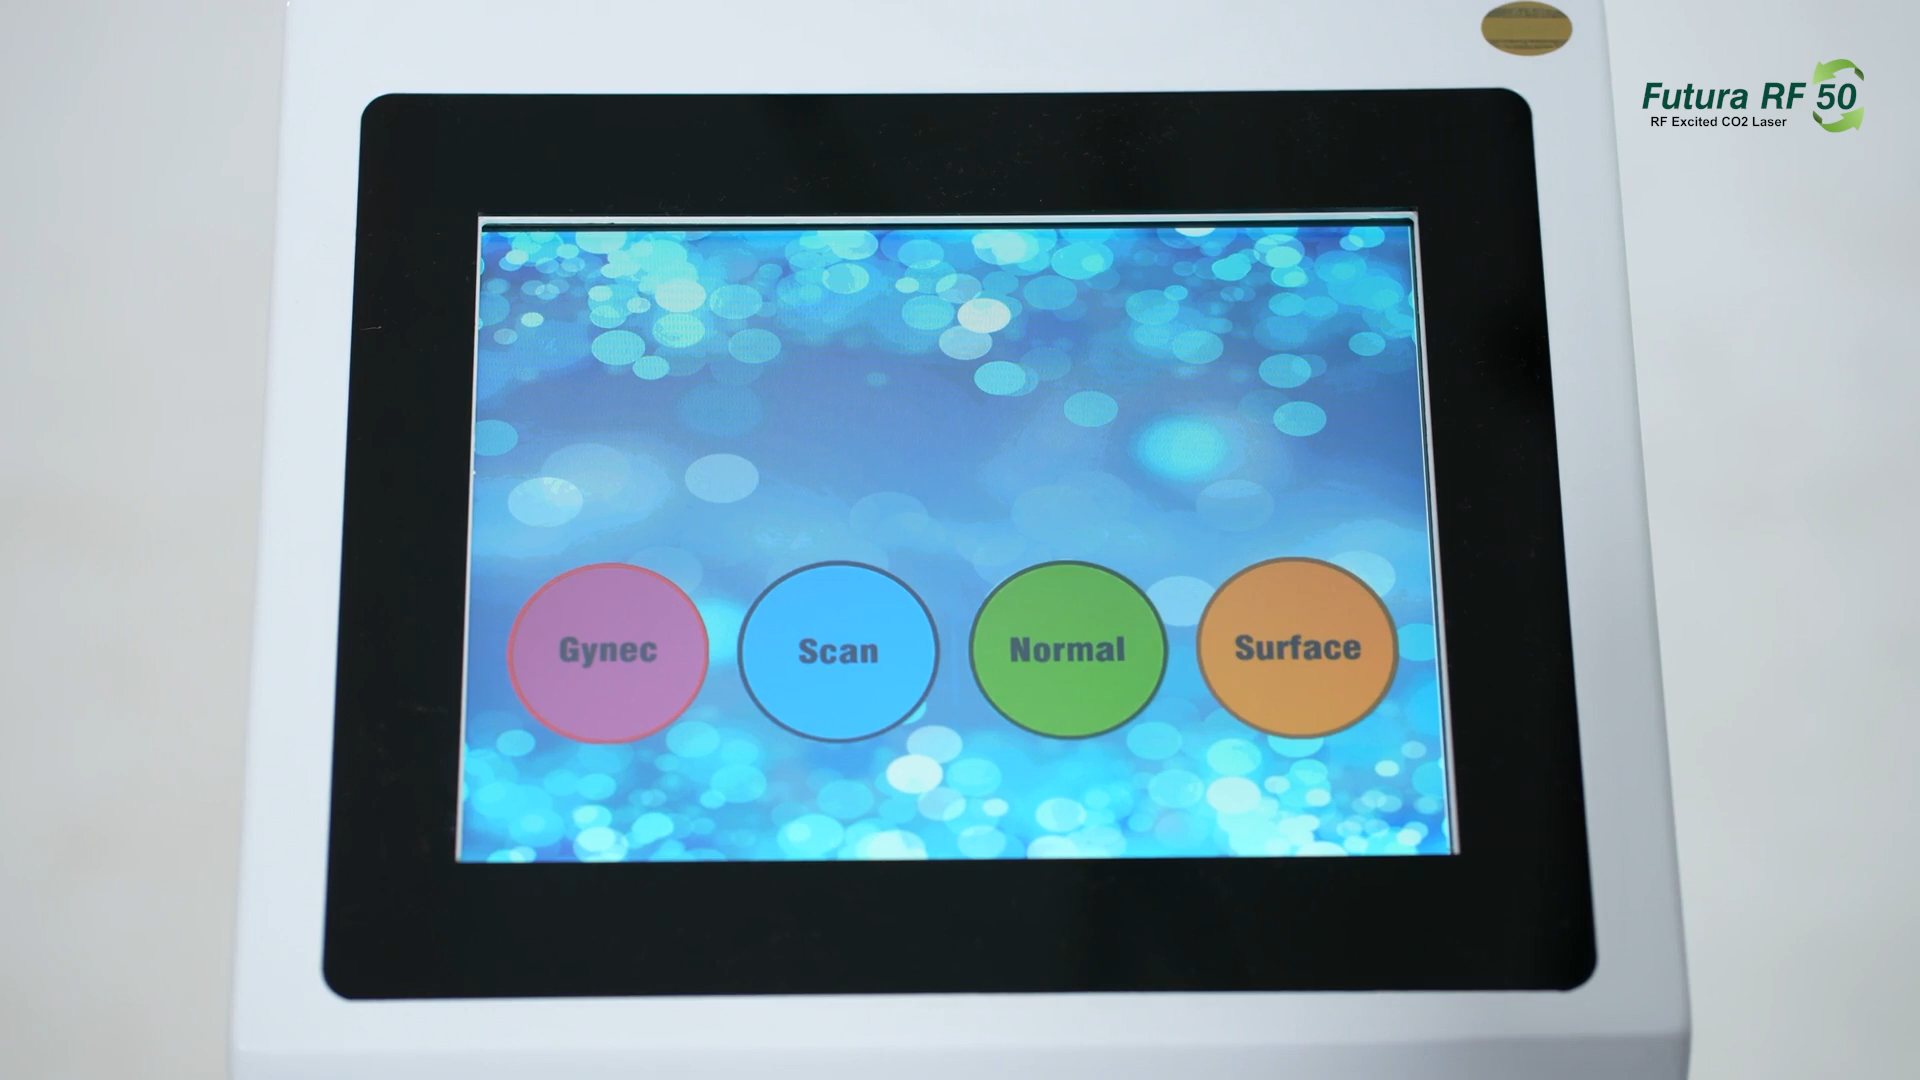 Futura RF 50
RF Excited CO2 Laser
Gynec
Scan
Normal
Surface